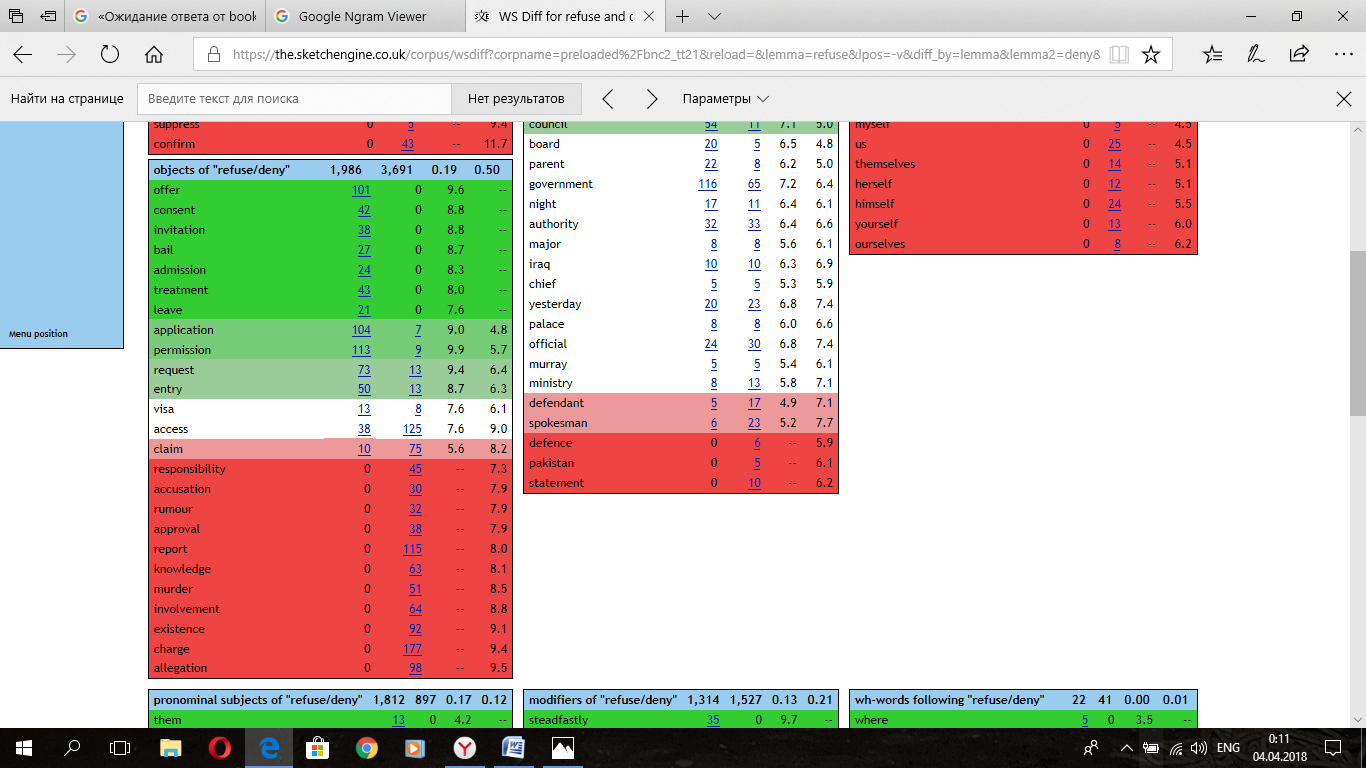 «Ожидание ответа от book
Google Ngram Viewer
WS Diff for refuse and d
https://the.sketchengine.co.uk/corpus/wsdiff?corpname=preloaded%2Fbnc2_tt21&reload=&lemma=refuse&lpos=-v&diff_by=lemma&lemma2=deny&
Найти на странице
Введите текст для поиска
Нет результатов
Параметры
Menu position
suppress 0 5 -- 9.4
confirm 0 43 -- 11.7
objects of "refuse/deny" 1,986 3,691 0.19 0.50
offer 101 0 9.6 --
consent 42 0 8.8 --
invitation 38 0 8.8 --
bail 27 0 8.7 --
admission 24 0 8.3 --
treatment 43 0 8.0 --
leave 21 0 7.6 --
application 104 7 9.0 4.8
permission 113 9 9.9 5.7
request 73 13 9.4 6.4
entry 50 13 8.7 6.3
visa 13 8 7.6 6.1
access 38 125 7.6 9.0
claim 10 75 5.6 8.2
responsibility 0 45 -- 7.3
accusation 0 30 -- 7.9
rumour 0 32 -- 7.9
approval 0 38 -- 7.9
report 0 115 -- 8.0
knowledge 0 63 -- 8.1
murder 0 51 -- 8.5
involvement 0 64 -- 8.8
existence 0 92 -- 9.1
charge 0 177 -- 9.4
allegation 0 98 -- 9.5
pronominal subjects of "refuse/deny" 1,812 897 0.17 0.12
them 13 0 4.2 --
council 54 11 7.1 5.0
board 20 5 6.5 4.8
parent 22 8 6.2 5.0
government 116 65 7.2 6.4
night 17 11 6.4 6.1
authority 32 33 6.4 6.6
major 8 8 5.6 6.1
iraq 10 10 6.3 6.9
chief 5 5 5.3 5.9
yesterday 20 23 6.8 7.4
palace 8 8 6.0 6.6
official 24 30 6.8 7.4
murray 5 5 5.4 6.1
ministry 8 13 5.8 7.1
defendant 5 17 4.9 7.1
spokesman 6 23 5.2 7.7
defence 0 6 -- 5.9
pakistan 0 5 -- 6.1
statement 0 10 -- 6.2
modifiers of "refuse/deny" 1,314 1,527 0.13 0.21
steadfastly 35 0 9.7 --
myself 0 5 -- 4.5
us 0 25 -- 4.5
themselves 0 14 -- 5.1
herself 0 12 -- 5.1
himself 0 24 -- 5.5
yourself 0 13 -- 6.0
ourselves 0 8 -- 6.2
wh-words following "refuse/deny" 22 41 0.00 0.01
where 5 0 3.5 --
ENG
0:11
04.04.2018